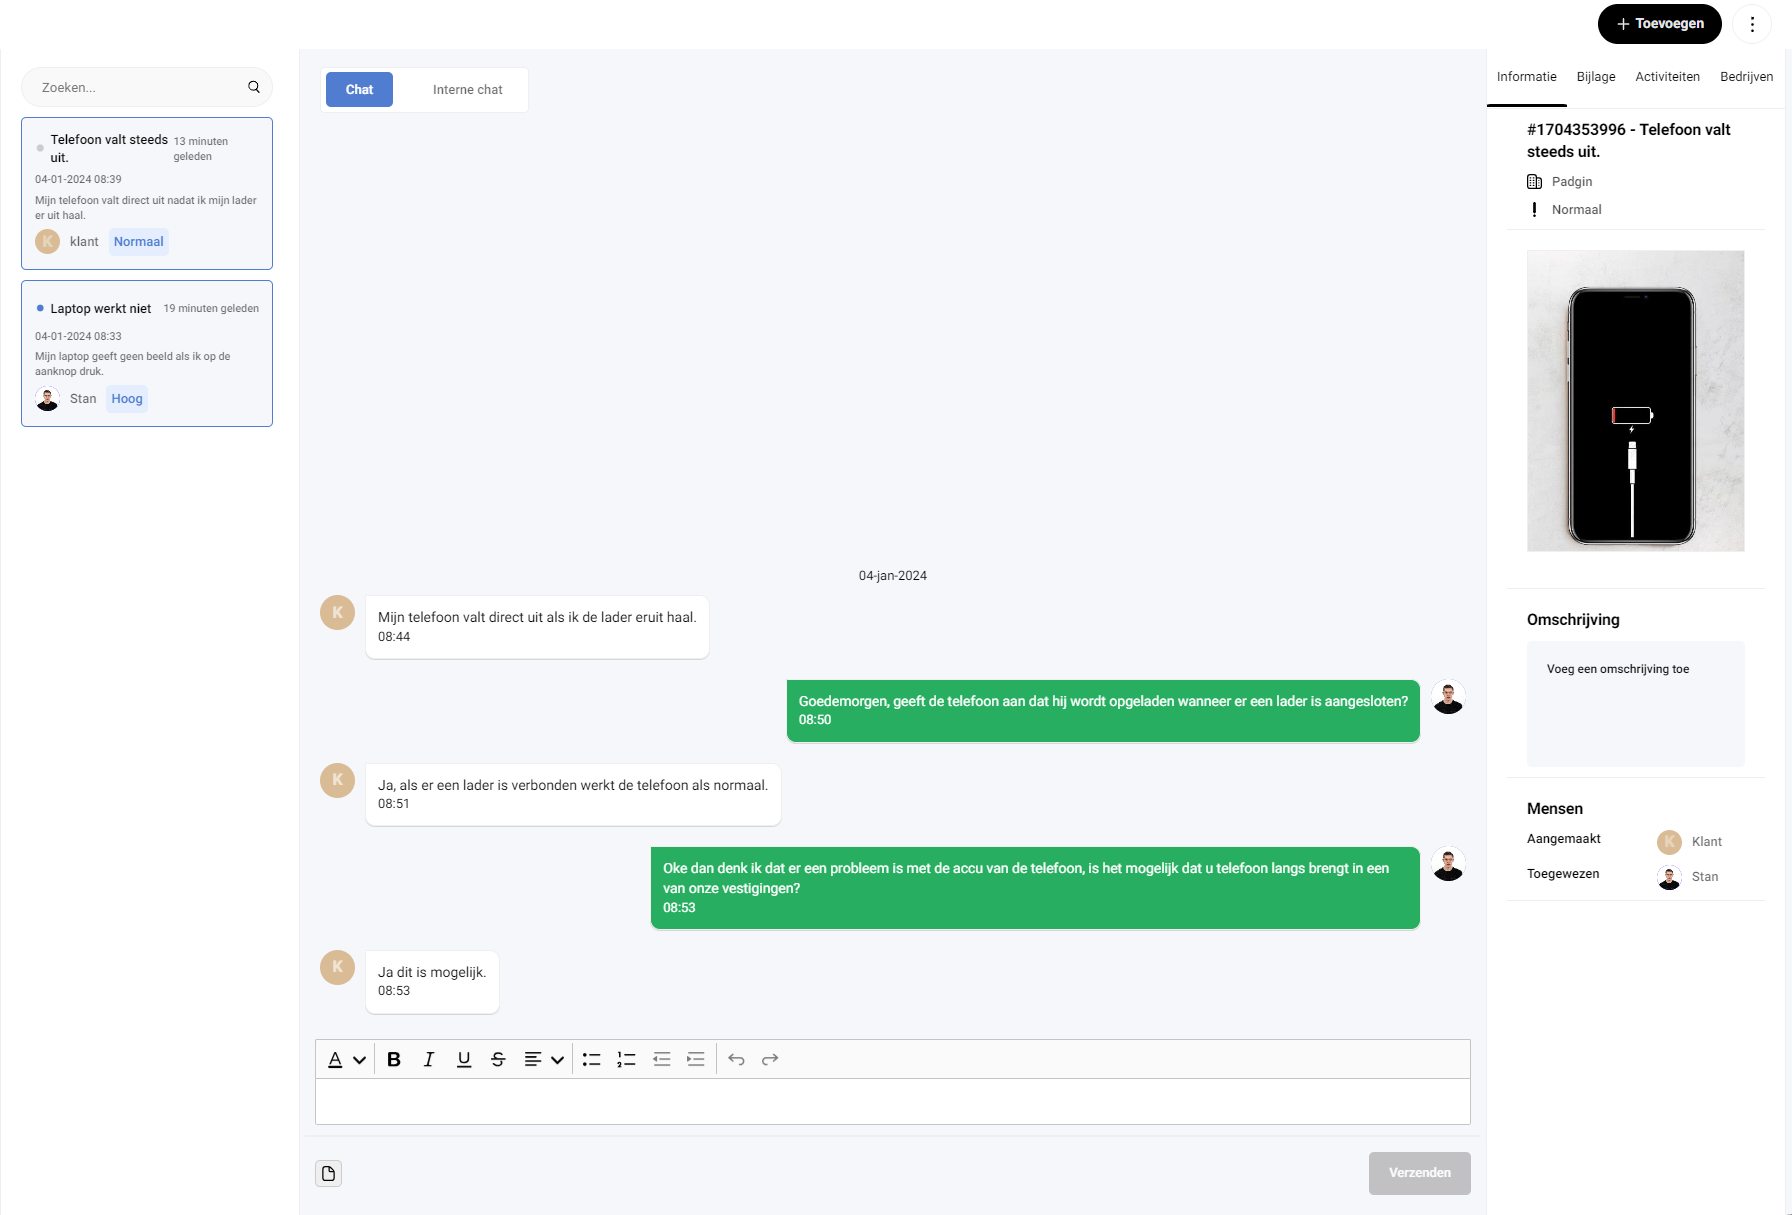 Toevoegen
Zoeken...
Telefoon valt steeds
uit.
13 minuten
geleden
04-01-2024 08:39
Mijn telefoon valt direct uit nadat ik mijn lader
er uit haal.
K klant Normaal
Laptop werkt niet 19 minuten geleden
04-01-2024 08:33
Mijn laptop geeft geen beeld als ik op de
aanknop druk.
Stan Hoog
Chat Interne chat
04-jan-2024
K
Mijn telefoon valt direct uit als ik de lader eruit haal.
08:44
Goedemorgen, geeft de telefoon aan dat hij wordt opgeladen wanneer er een lader is aangesloten?
08:50
K
Ja, als er een lader is verbonden werkt de telefoon als normaal.
08:51
Oke dan denk ik dat er een probleem is met de accu van de telefoon, is het mogelijk dat u telefoon langs brengt in een
van onze vestigingen?
08:53
K
Ja dit is mogelijk.
08:53
A B I U S
Verzenden
Informatie Bijlage Activiteiten Bedrijven
#1704353996 - Telefoon valt
steeds uit.
Padgin
Normaal
Omschrijving
Voeg een omschrijving toe
Mensen
Aangemaakt K Klant
Toegewezen Stan